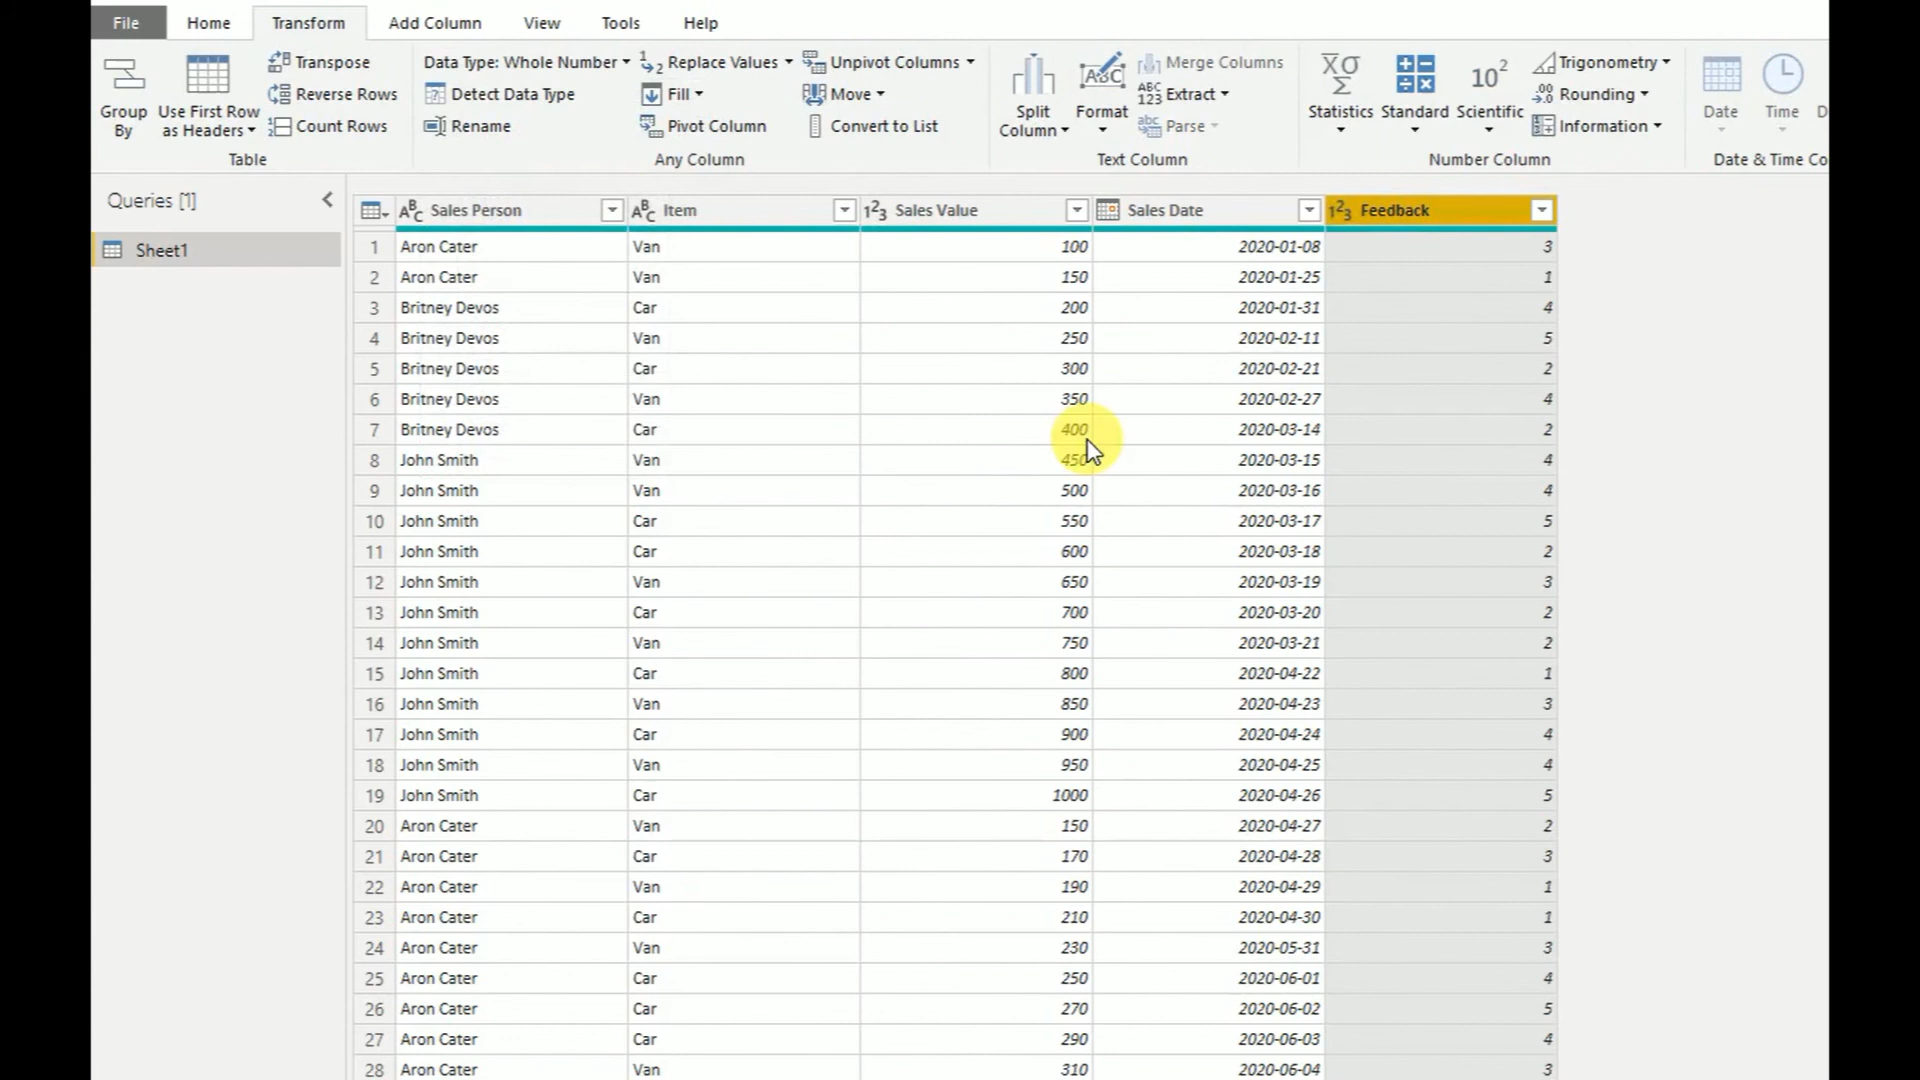 File Home Transform Add Column View Tools Help
Group By
Use First Row as Headers
Transpose
Reverse Rows
Count Rows
Table
Data Type: Whole Number
Detect Data Type
Rename
Replace Values
Fill
Pivot Column
Unpivot Columns
Move
Convert to List
Any Column
Split Column
Format
Merge Columns
Extract
Parse
Text Column
Statistics
Standard
Scientific
Trigonometry
Rounding
Information
Number Column
Date
Time
Date & Time Co
Queries [1]
Sheet1
Sales Person Item Sales Value Sales Date Feedback
1 Aron Cater Van 100 2020-01-08 3
2 Aron Cater Van 150 2020-01-25 1
3 Britney Devos Car 200 2020-01-31 4
4 Britney Devos Van 250 2020-02-11 5
5 Britney Devos Car 300 2020-02-21 2
6 Britney Devos Van 350 2020-02-27 4
7 Britney Devos Car 400 2020-03-14 2
8 John Smith Van 450 2020-03-15 4
9 John Smith Van 500 2020-03-16 4
10 John Smith Car 550 2020-03-17 5
11 John Smith Car 600 2020-03-18 2
12 John Smith Van 650 2020-03-19 3
13 John Smith Car 700 2020-03-20 2
14 John Smith Van 750 2020-03-21 2
15 John Smith Car 800 2020-04-22 1
16 John Smith Van 850 2020-04-23 3
17 John Smith Car 900 2020-04-24 4
18 John Smith Van 950 2020-04-25 4
19 John Smith Car 1000 2020-04-26 5
20 Aron Cater Van 150 2020-04-27 2
21 Aron Cater Car 170 2020-04-28 3
22 Aron Cater Van 190 2020-04-29 1
23 Aron Cater Car 210 2020-04-30 1
24 Aron Cater Van 230 2020-05-31 3
25 Aron Cater Car 250 2020-06-01 4
26 Aron Cater Car 270 2020-06-02 5
27 Aron Cater Car 290 2020-06-03 4
28 Aron Cater Van 310 2020-06-04 3